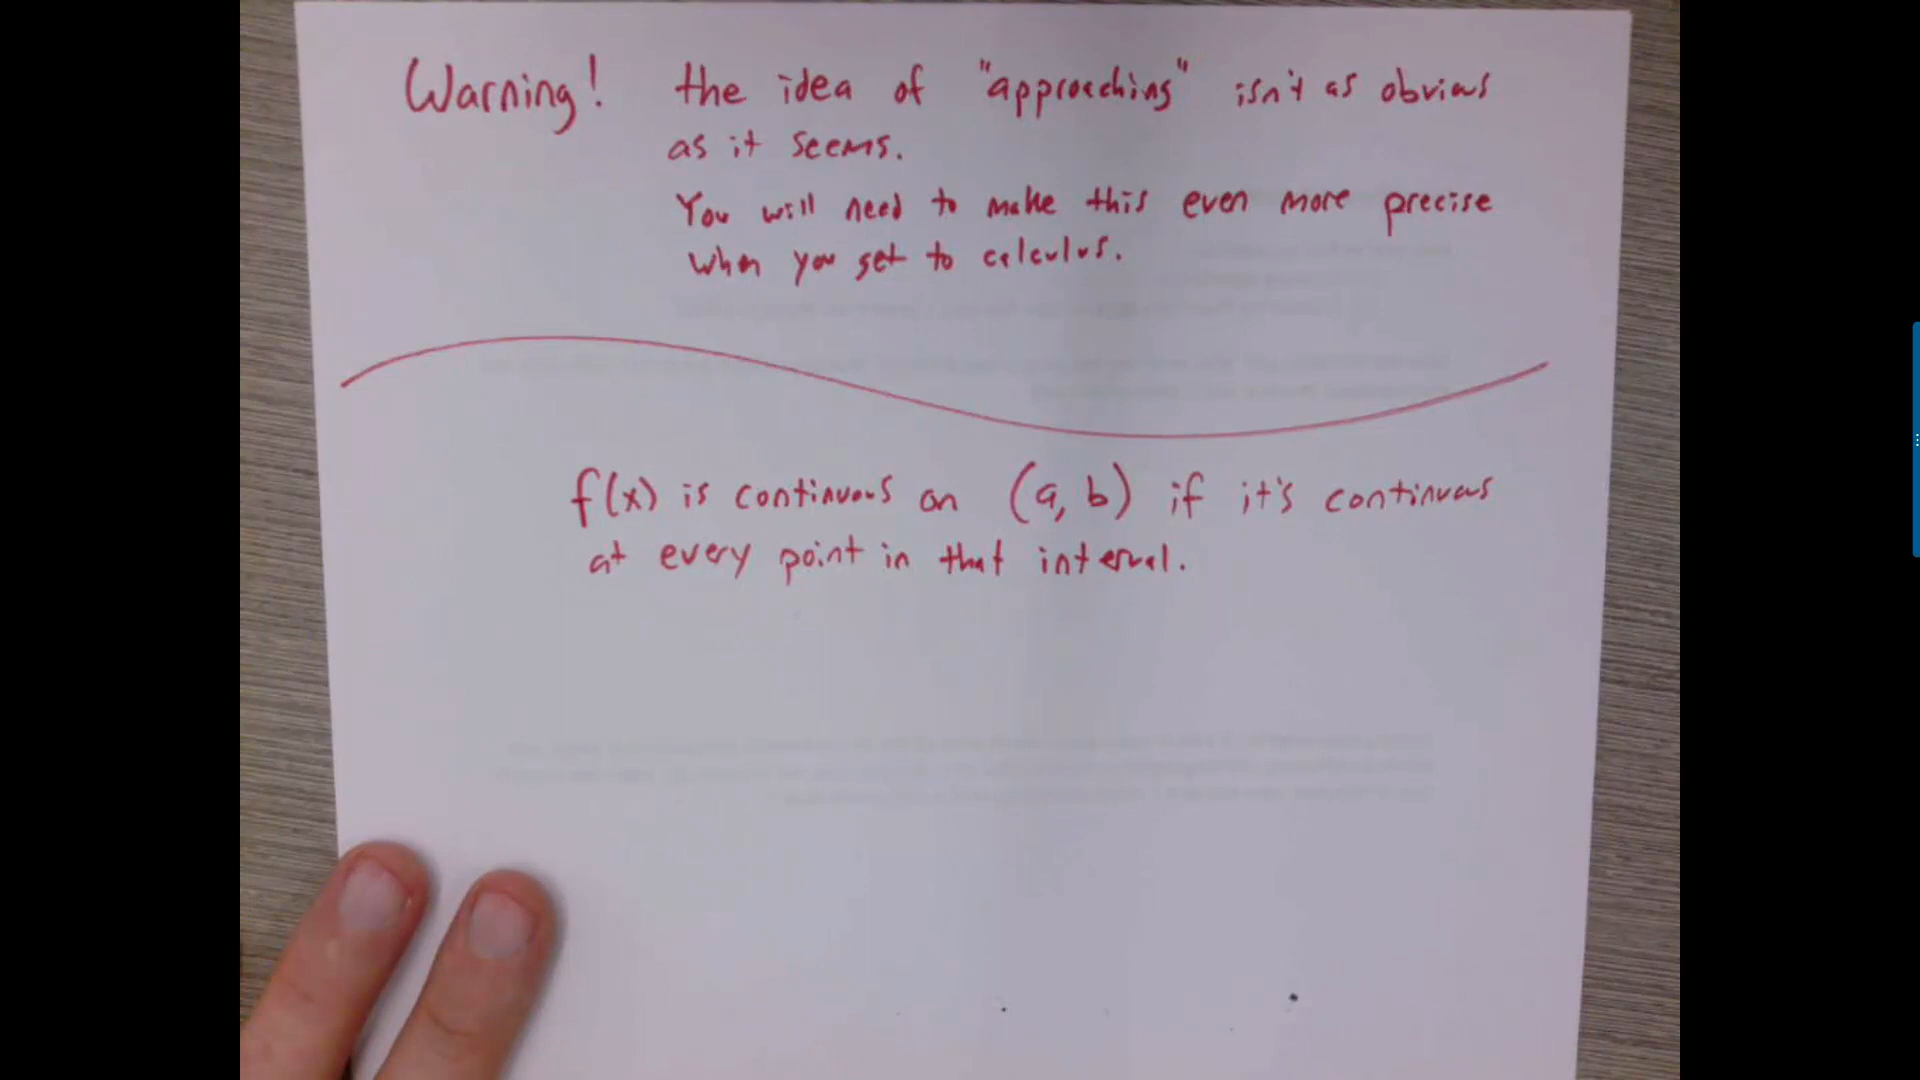 Warning! the idea of "approaching" isn't as obvious
as it seems.
You will need to make this even more precise
when you get to calculus.
f(x) is continuous on (a, b) if it's continuous
at every point in that interval.